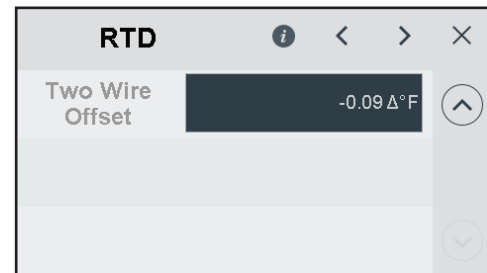 RTD
Two Wire
Offset
-0.09 Δ°F